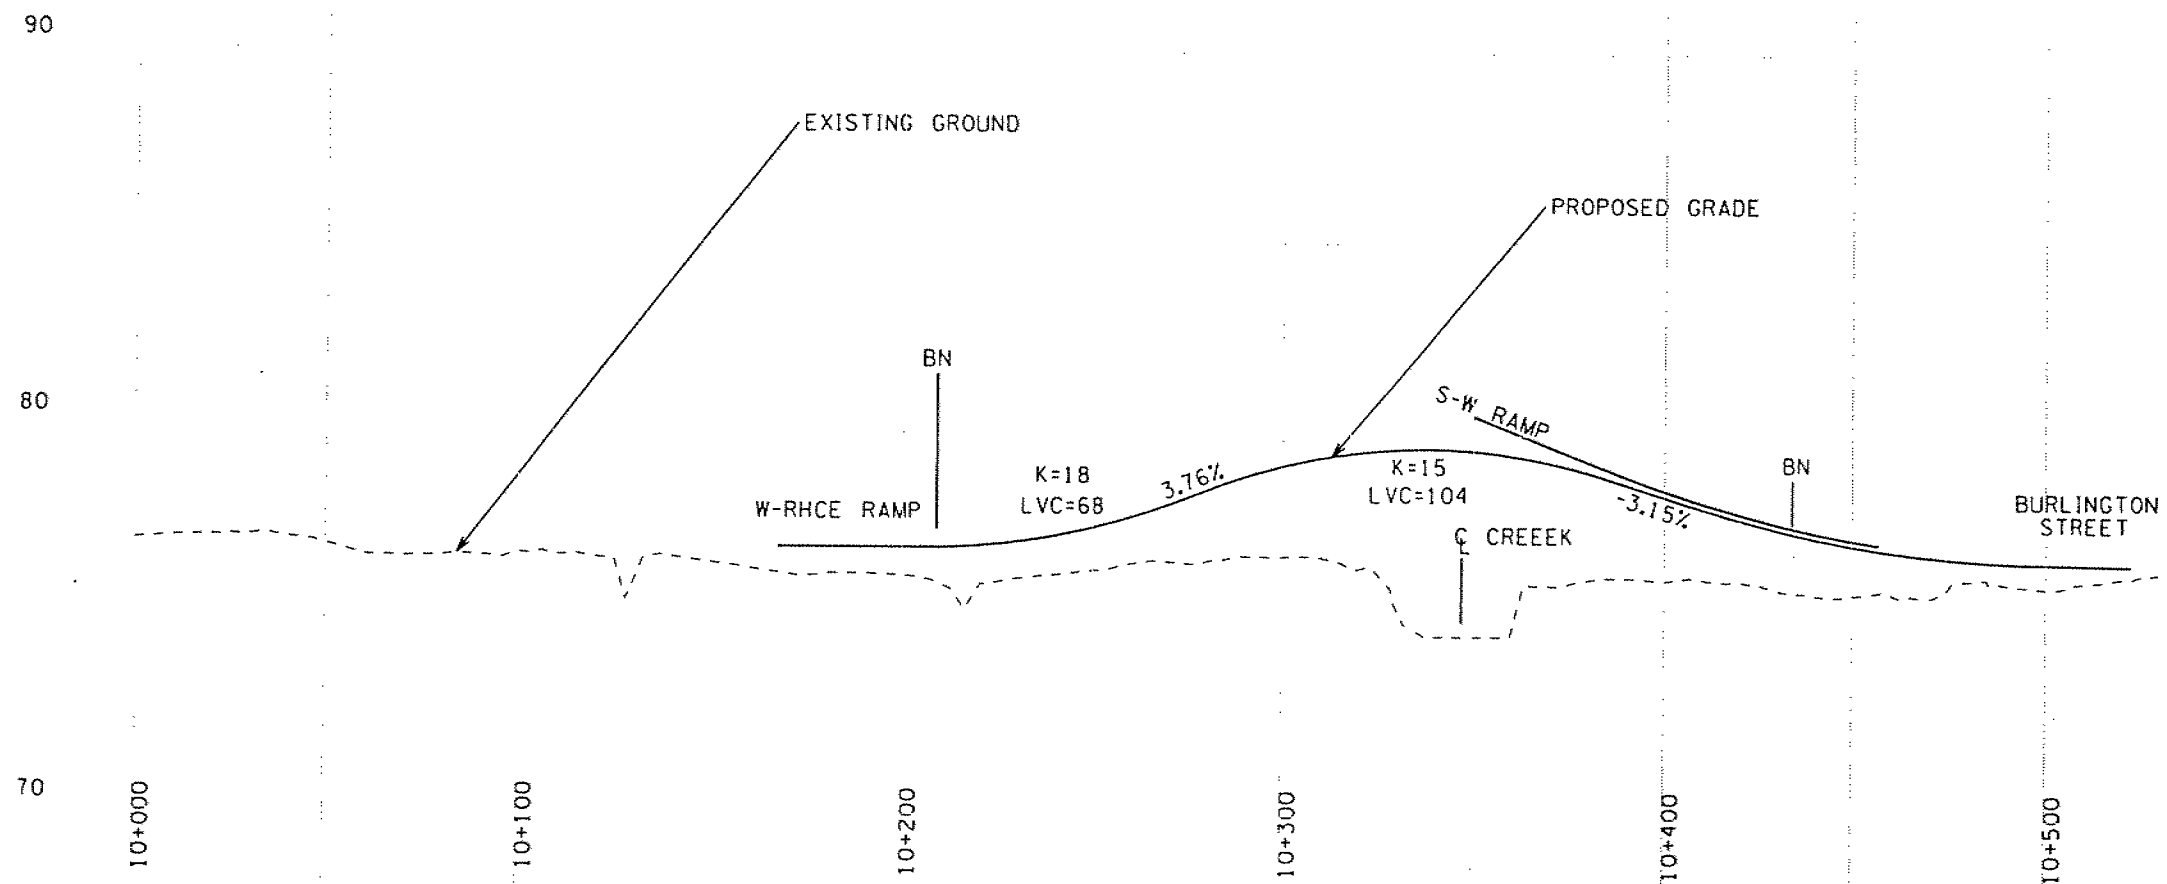 90
EXISTING GROUND
PROPOSED GRADE
BN
80
S-W RAMP
K=18
LVC=68
3.76%
K=15
LVC=104
BN
W-RHCE RAMP
-3.15%
BURLINGTON
STREET
℄ CREEEK
70
10+000
10+100
10+200
10+300
10+400
10+500